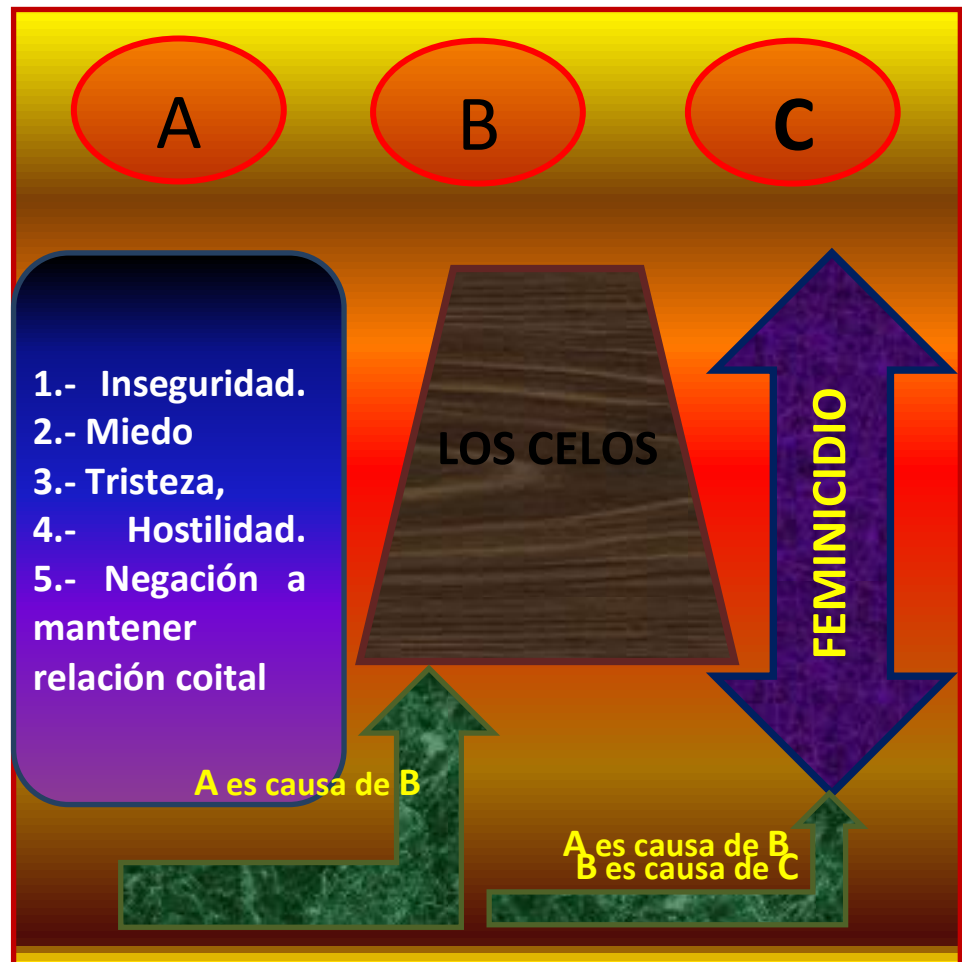 A
B
C
1.- Inseguridad.
2.- Miedo
3.- Tristeza,
4.- Hostilidad.
5.- Negación a
mantener
relación coital
LOS CELOS
FEMINICIDIO
A es causa de B
A es causa de B
B es causa de C